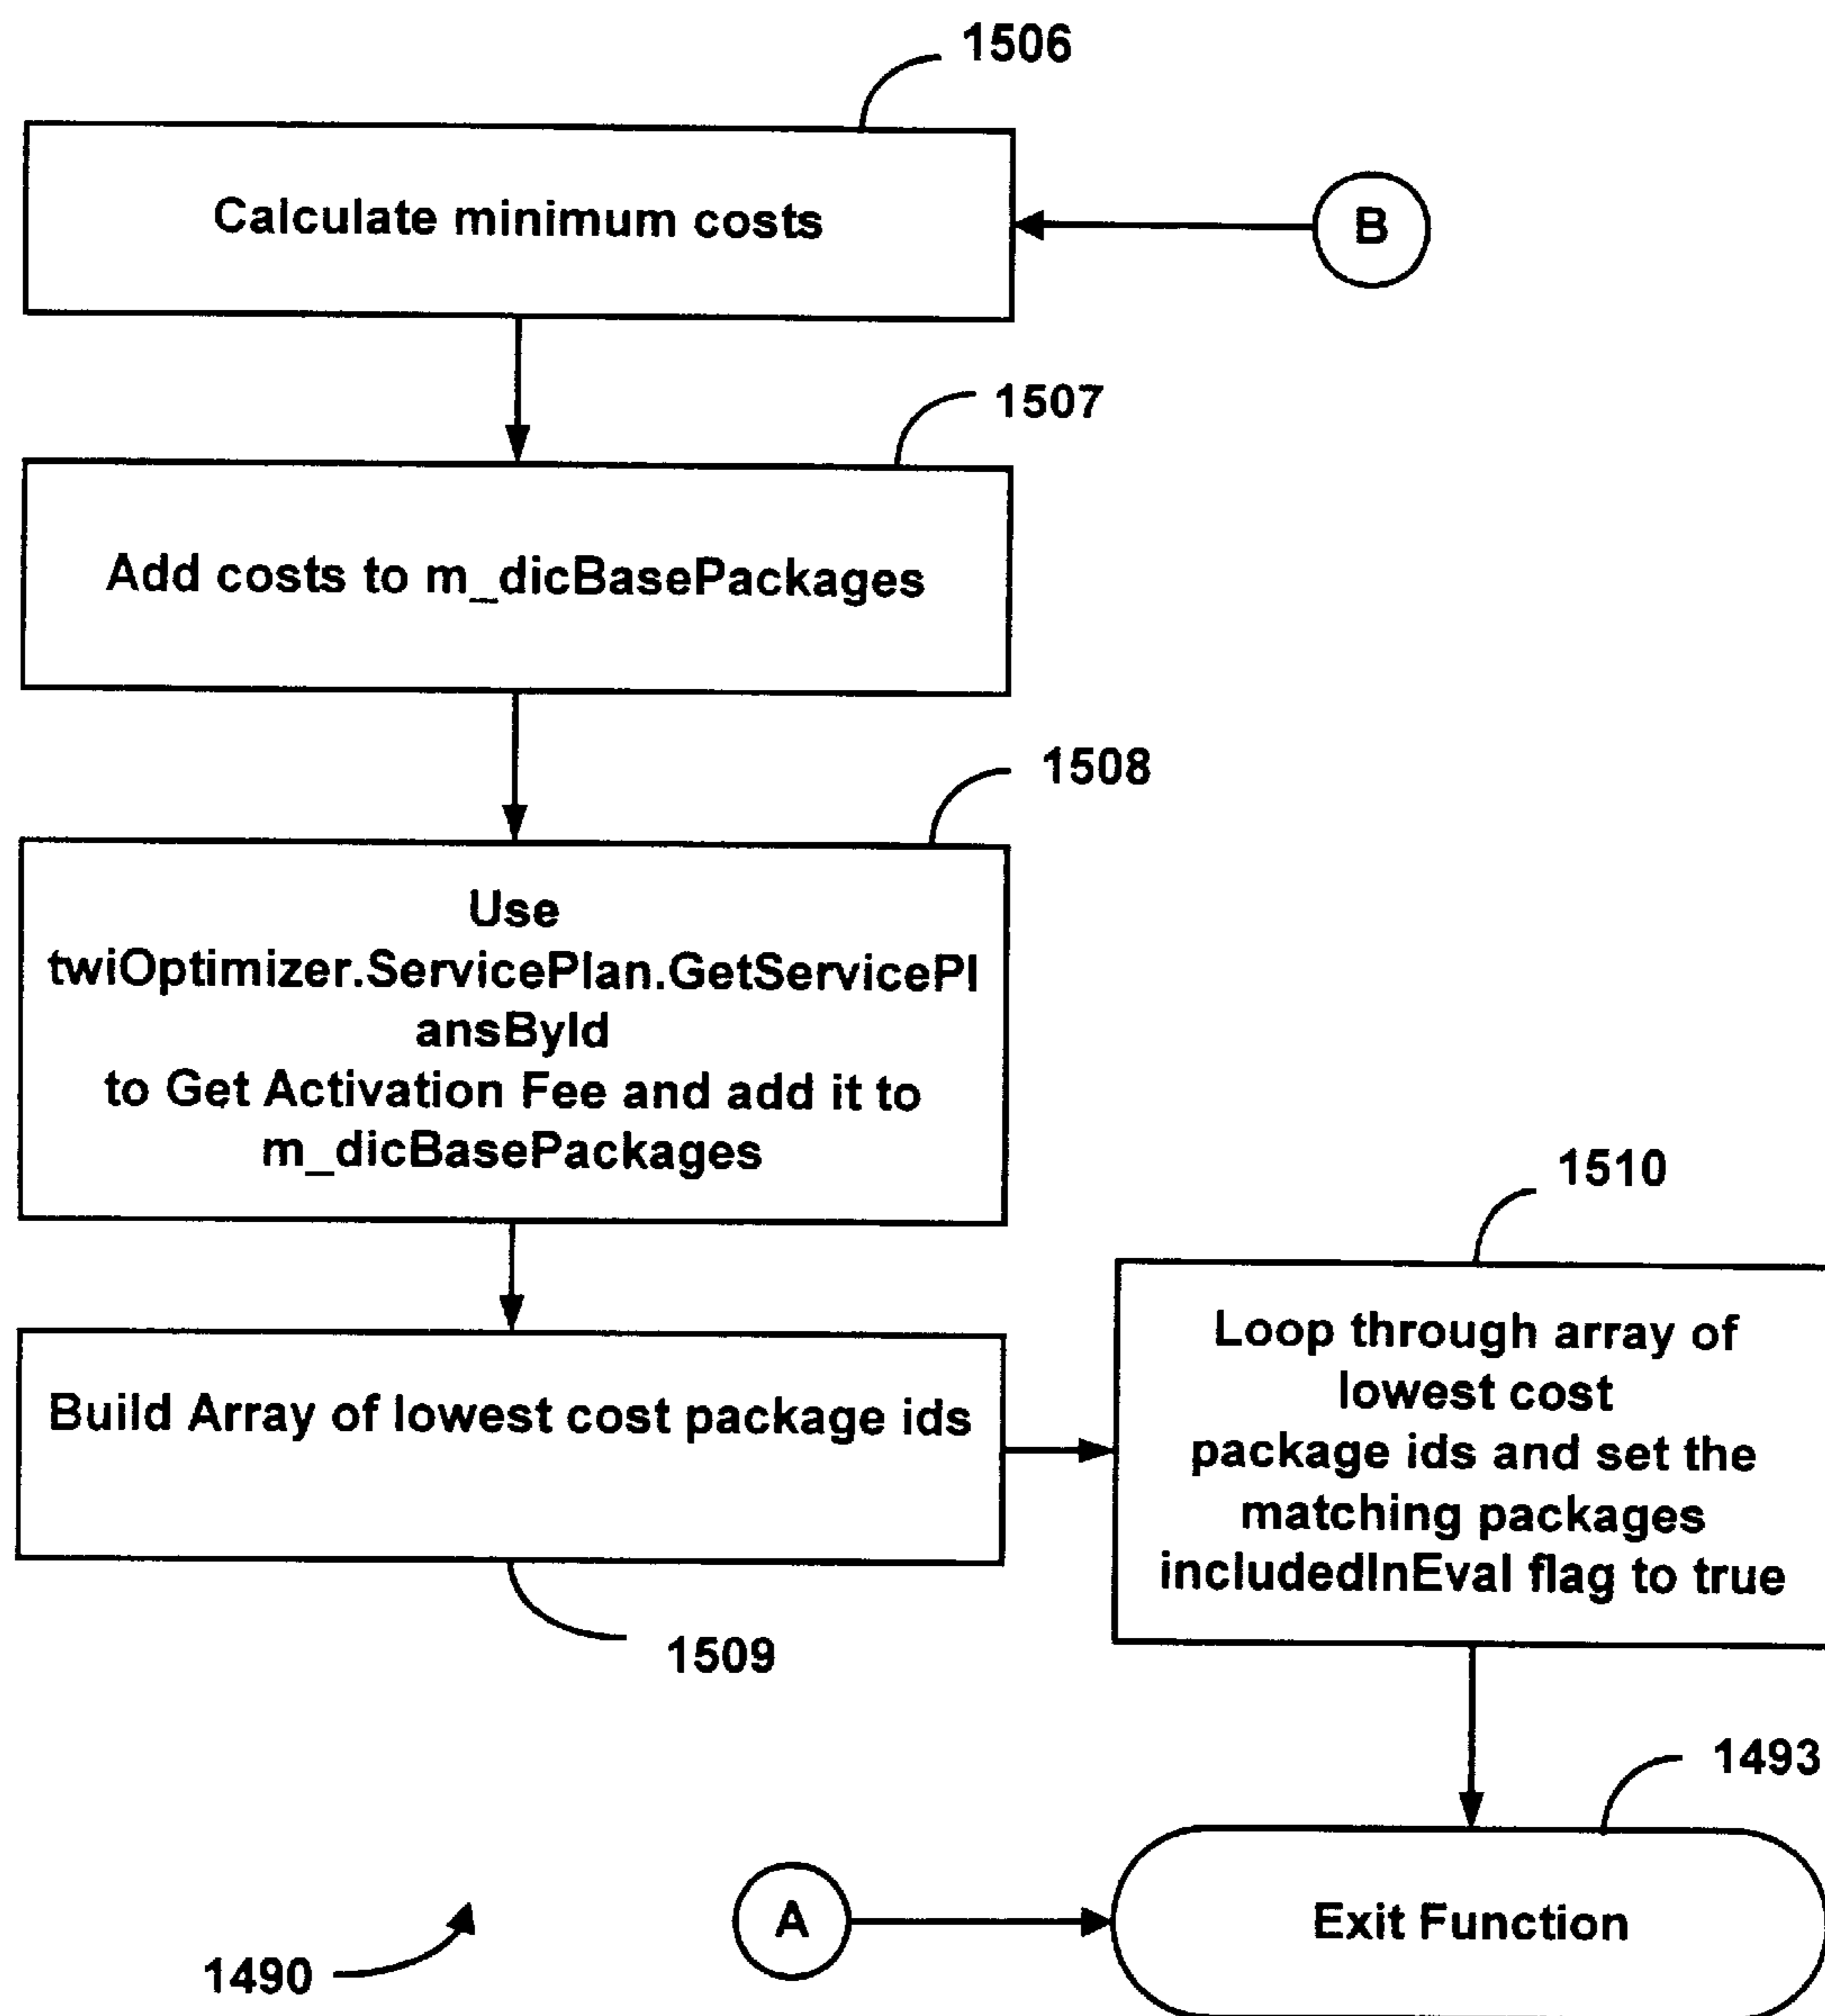 1506
Calculate minimum costs
B
1507
Add costs to m_dicBasePackages
1508
Use
twiOptimizer.ServicePlan.GetServicePl
ansById
to Get Activation Fee and add it to
m_dicBasePackages
1510
Build Array of lowest cost package ids
1509
Loop through array of
lowest cost
package ids and set the
matching packages
includedInEval flag to true
1493
A
Exit Function
1490